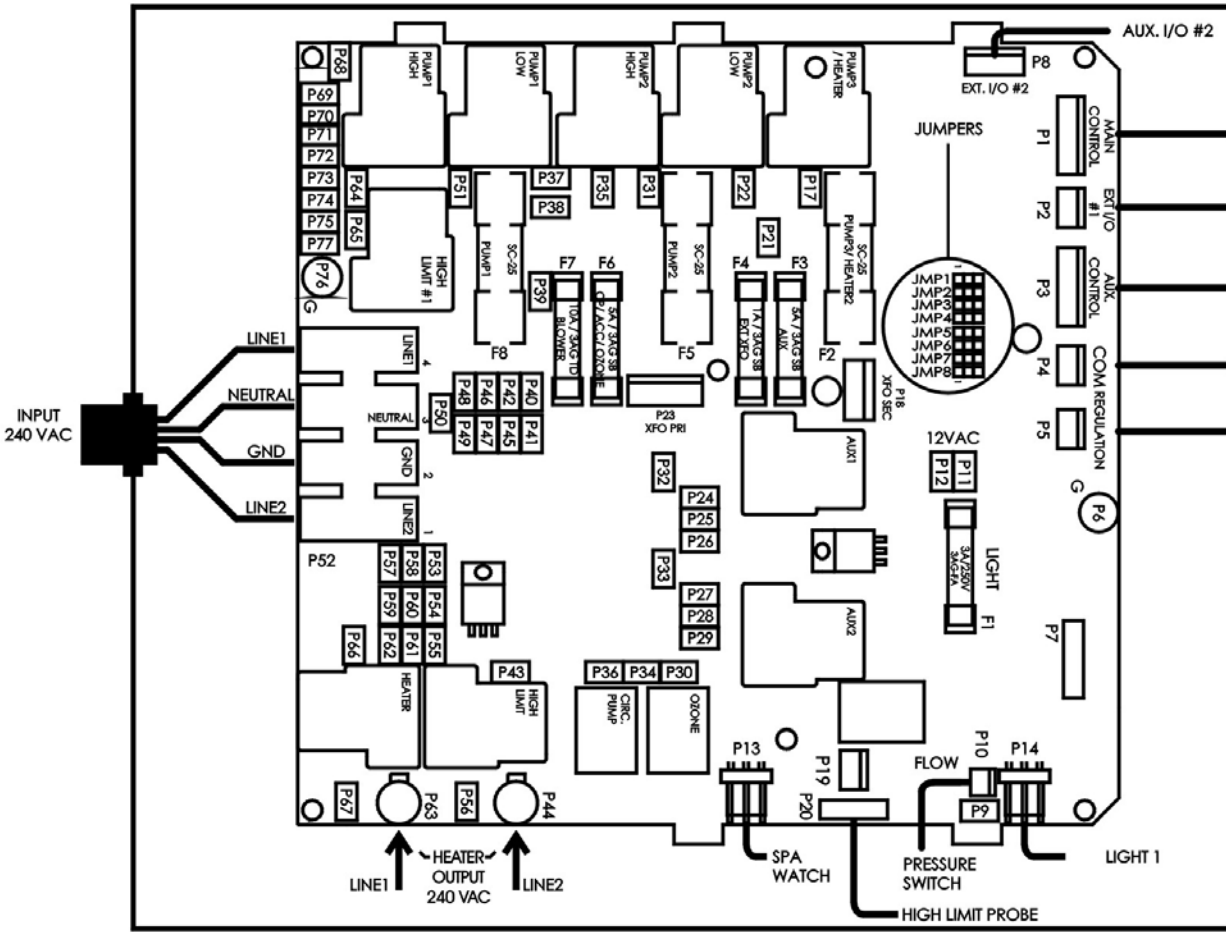 AUX. I/O #2
P8
EXT. I/O #2
P68
PUMP1
HIGH
PUMP1
LOW
PUMP2
HIGH
PUMP2
LOW
PUMP3
/ HEATER
JUMPERS
P1
MAIN
CONTROL
P2
EXT I/O
#1
P3
AUX.
CONTROL
P4
COM REGULATION
P5
P69
P70
P71
P72
P73
P74
P75
P77
P76
G
P64
P65
HIGH
LIMIT #1
P51
PUMP1
SC-25
F8
P37
P38
P39
P35
P31
P22
P17
P21
F7
10A / 3AG TD
BLOWER
F6
5A / 3AG SB
CP/ ACC/ OZONE
PUMP2
SC-25
F5
F4
1A / 3AG SB
EXT XFO
F3
5A / 3AG SB
AUX
SC-25
PUMP3/ HEATER2
F2
JMP1
JMP2
JMP3
JMP4
JMP5
JMP6
JMP7
JMP8
1
1
P18
XFO SEC
P23
XFO PRI
INPUT
240 VAC
LINE1
NEUTRAL
GND
LINE2
LINE1
4
NEUTRAL
3
GND
2
LINE2
1
P50
P48
P46
P42
P40
P49
P47
P45
P41
AUX1
12VAC
P12
P11
G
P6
P32
P24
P25
P26
P33
P27
P28
P29
3A/250V
3AG-FA
LIGHT
F1
P7
AUX2
P52
P57
P58
P53
P59
P60
P54
P62
P61
P55
P66
P43
HEATER
HIGH
LIMIT
P36
P34
P30
CIRC.
PUMP
OZONE
P13
P19
P20
FLOW
P10
P14
P9
P67
P63
P56
P44
HEATER
OUTPUT
240 VAC
LINE1
LINE2
SPA
WATCH
PRESSURE
SWITCH
LIGHT 1
HIGH LIMIT PROBE